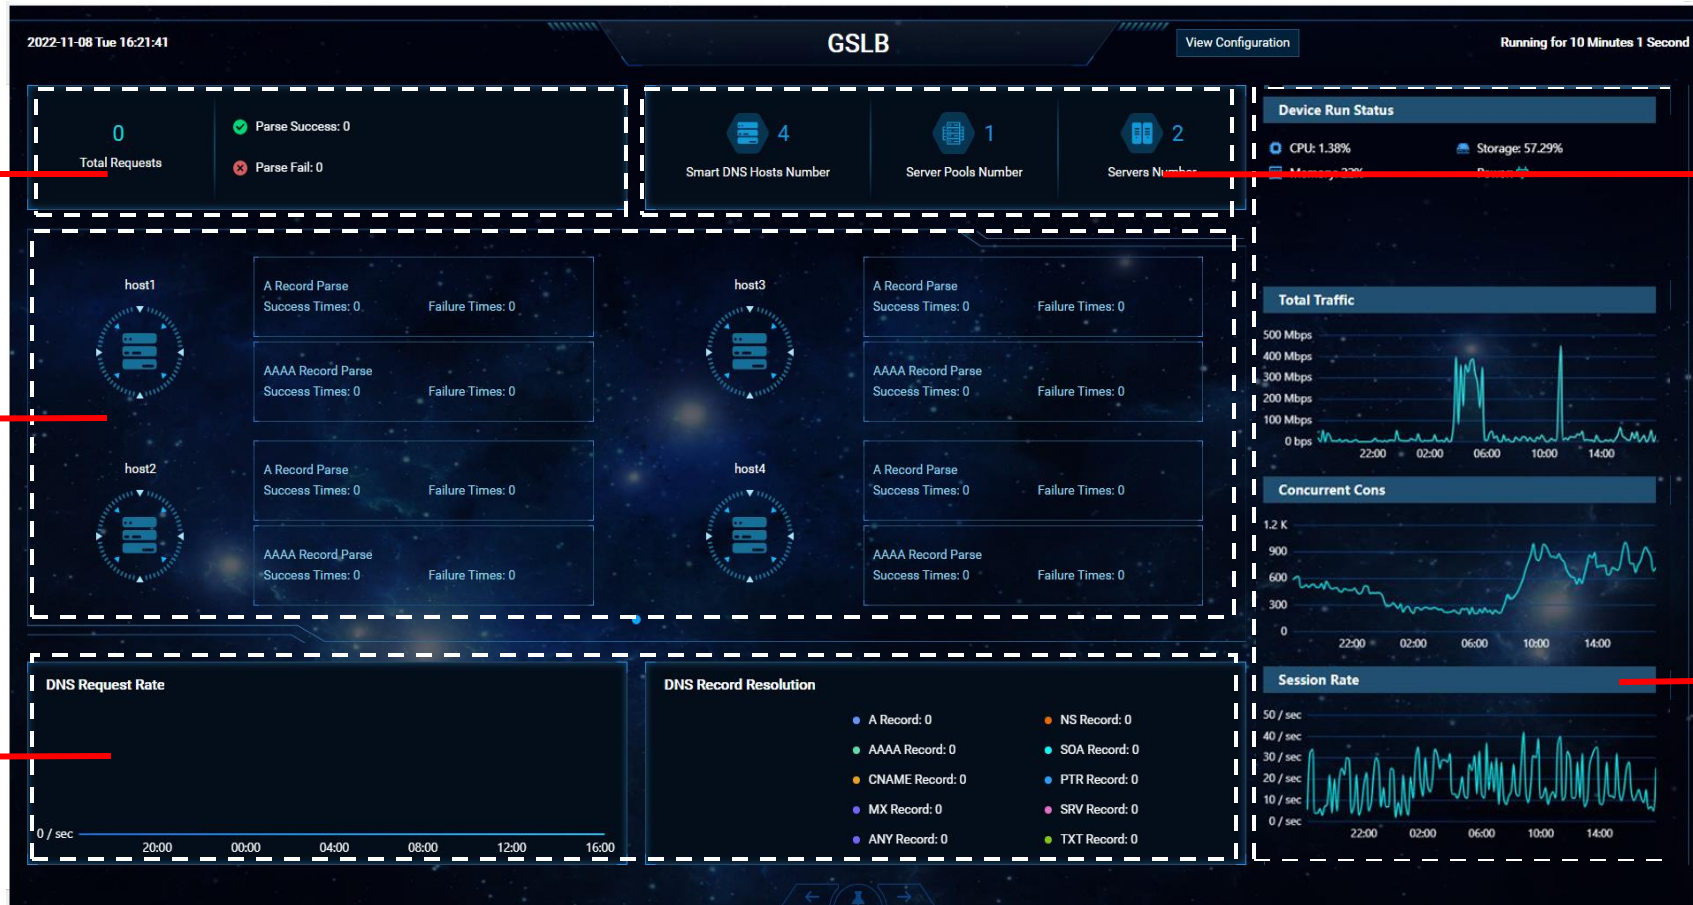 2022-11-08 Tue 16:21:41
GSLB
View Configuration
Running for 10 Minutes 1 Second
0
Total Requests
Parse Success: 0
Parse Fail: 0
4
Smart DNS Hosts Number
1
Server Pools Number
2
Servers Number
host1
A Record Parse
Success Times: 0 Failure Times: 0
AAAA Record Parse
Success Times: 0 Failure Times: 0
host3
A Record Parse
Success Times: 0 Failure Times: 0
AAAA Record Parse
Success Times: 0 Failure Times: 0
host2
A Record Parse
Success Times: 0 Failure Times: 0
AAAA Record Parse
Success Times: 0 Failure Times: 0
host4
A Record Parse
Success Times: 0 Failure Times: 0
AAAA Record Parse
Success Times: 0 Failure Times: 0
DNS Request Rate
0 / sec
20:00 00:00 04:00 08:00 12:00 16:00
DNS Record Resolution
A Record: 0 NS Record: 0
AAAA Record: 0 SOA Record: 0
CNAME Record: 0 PTR Record: 0
MX Record: 0 SRV Record: 0
ANY Record: 0 TXT Record: 0
Device Run Status
CPU: 1.38% Storage: 57.29%
Memory: 23% Power:
Total Traffic
500 Mbps
400 Mbps
300 Mbps
200 Mbps
100 Mbps
0 bps
22:00 02:00 06:00 10:00 14:00
Concurrent Cons
1.2 K
900
600
300
0
22:00 02:00 06:00 10:00 14:00
Session Rate
50 / sec
40 / sec
30 / sec
20 / sec
10 / sec
0 / sec
22:00 02:00 06:00 10:00 14:00